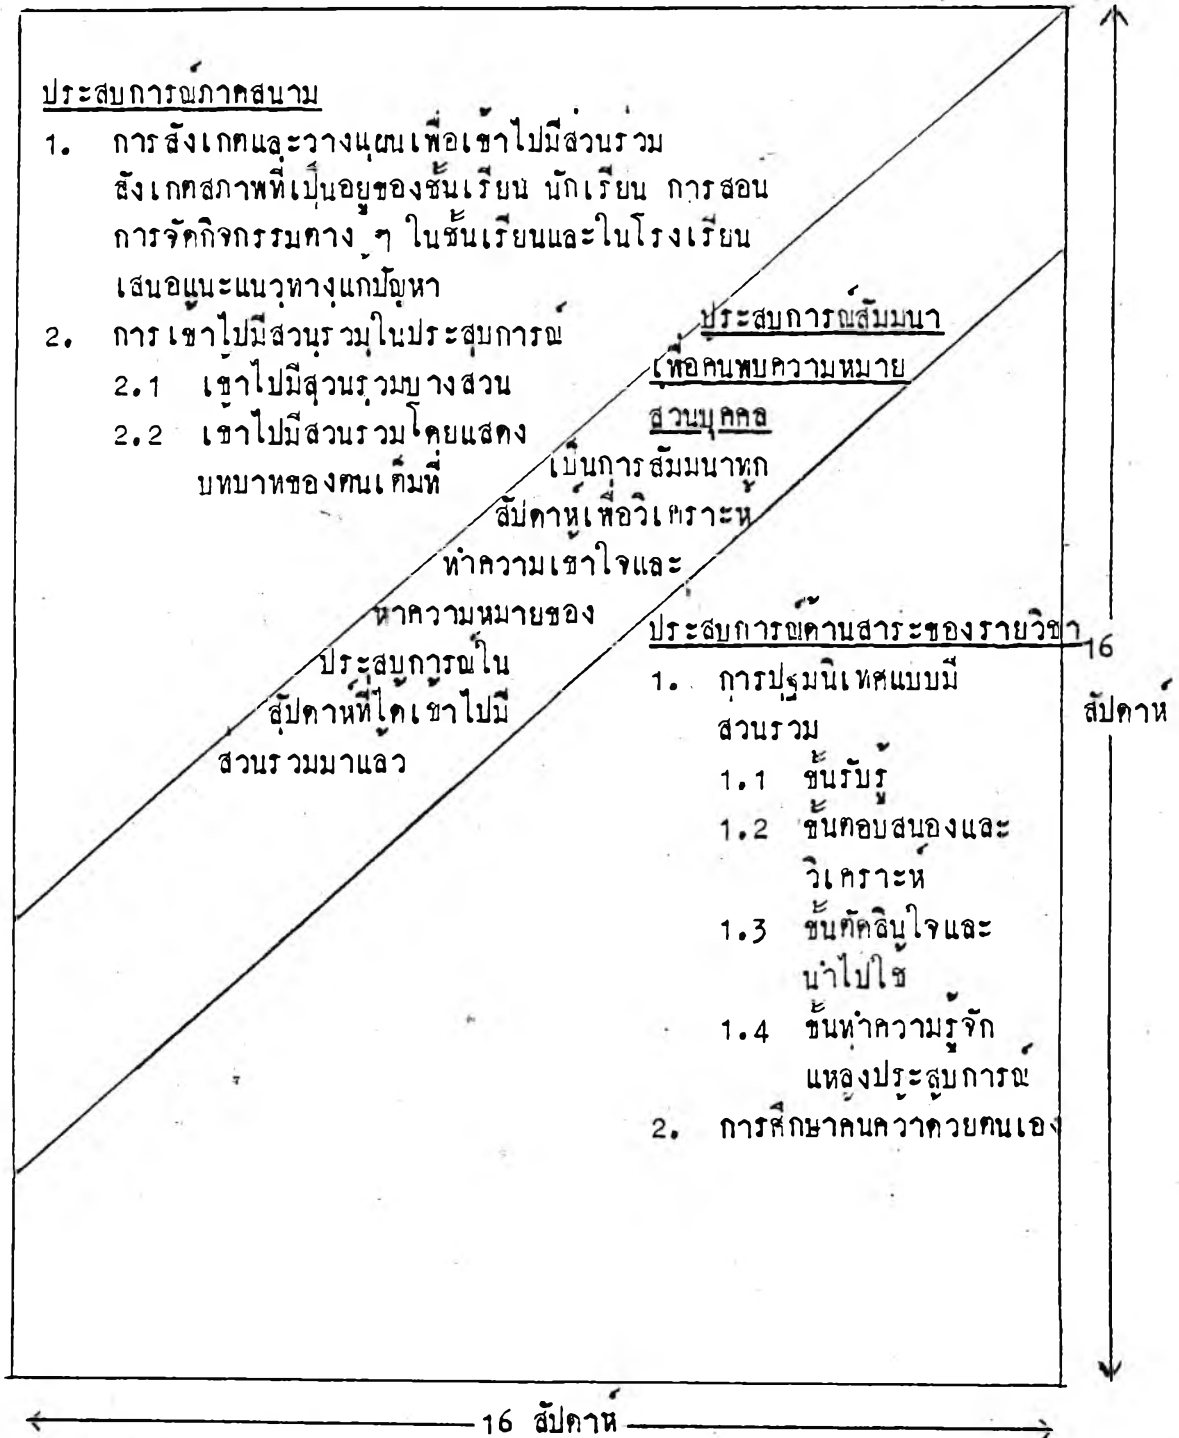 ประสบการณ์ภาคสนาม
1. การสังเกตและวางแผนเพื่อเข้าไปมีส่วนร่วม
สังเกตสภาพที่เป็นอยู่ของชั้นเรียน นักเรียน การสอน
การจัดกิจกรรมต่าง ๆ ในชั้นเรียนและในโรงเรียน
เสนอแนะแนวทางแก้ปัญหา
2. การเข้าไปมีส่วนร่วมในประสบการณ์
2.1 เข้าไปมีส่วนร่วมบางส่วน
2.2 เข้าไปมีส่วนร่วมโดยแสดง
บทบาทของตนเต็มที่
ประสบการณ์สัมมนา
เพื่อค้นพบความหมาย
ส่วนบุคคล
เป็นการสัมมนาทุก
สัปดาห์เพื่อวิเคราะห์
ทำความเข้าใจและ
หาความหมายของ
ประสบการณ์ใน
สัปดาห์ที่ได้เข้าไปมี
ส่วนร่วมมาแล้ว
ประสบการณ์ด้านสาระของรายวิชา
1. การปฐมนิเทศแบบมี
ส่วนร่วม
1.1 ขั้นรับรู้
1.2 ขั้นตอบสนองและ
วิเคราะห์
1.3 ขั้นตัดสินใจและ
นำไปใช้
1.4 ขั้นทำความรู้จัก
แหล่งประสบการณ์
2. การศึกษาค้นคว้าด้วยตนเอง
16
สัปดาห์
16 สัปดาห์